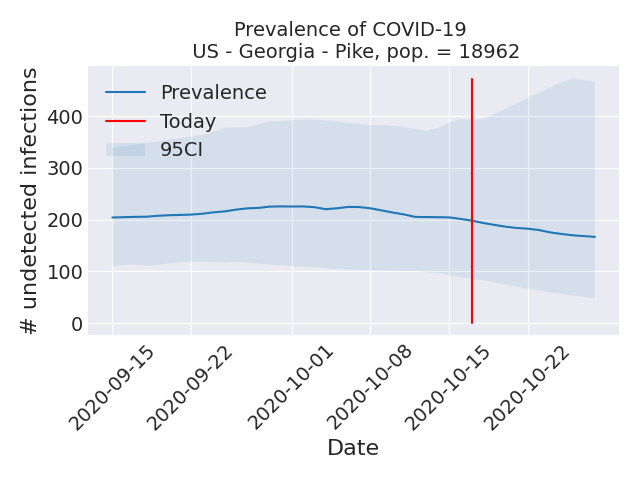 Prevalence of COVID-19
US - Georgia - Pike, pop. = 18962
Prevalence
Today
95CI
# undetected infections
400
300
200
100
0
2020-09-15
2020-09-22
2020-10-01
2020-10-08
2020-10-15
2020-10-22
Date